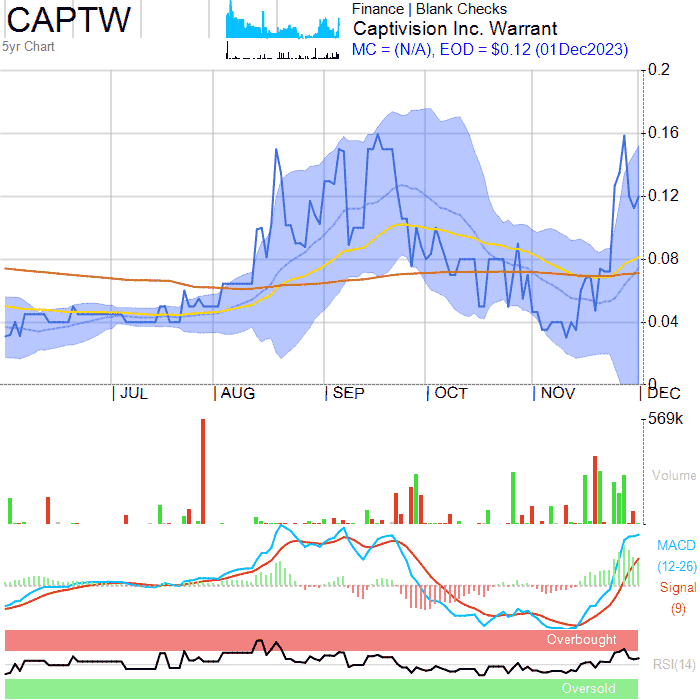 CAPTW
5yr Chart
Finance | Blank Checks
Captivision Inc. Warrant
MC = (N/A), EOD = $0.12 (01Dec2023)
0.2
0.16
0.12
0.08
0.04
0
| JUL | AUG | SEP | OCT | NOV | DEC
569k
Volume
MACD
(12-26)
Signal
(9)
Overbought
RSI(14)
Oversold